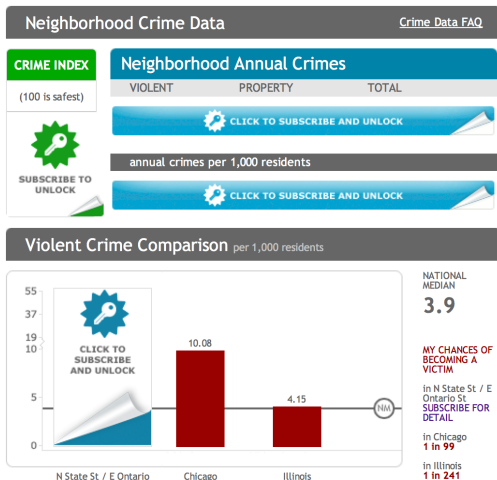 Neighborhood Crime Data
Crime Data FAQ
CRIME INDEX
(100 is safest)
SUBSCRIBE TO
UNLOCK
Neighborhood Annual Crimes
VIOLENT PROPERTY TOTAL
CLICK TO SUBSCRIBE AND UNLOCK
annual crimes per 1,000 residents
CLICK TO SUBSCRIBE AND UNLOCK
Violent Crime Comparison per 1,000 residents
55
37
19
10
5
0
CLICK TO
SUBSCRIBE
AND UNLOCK
10.08
4.15
NM
N State St / E Ontario
Chicago
Illinois
NATIONAL
MEDIAN
3.9
MY CHANCES OF
BECOMING A
VICTIM
in N State St / E
Ontario St
SUBSCRIBE FOR
DETAIL
in Chicago
1 in 99
in Illinois
1 in 241